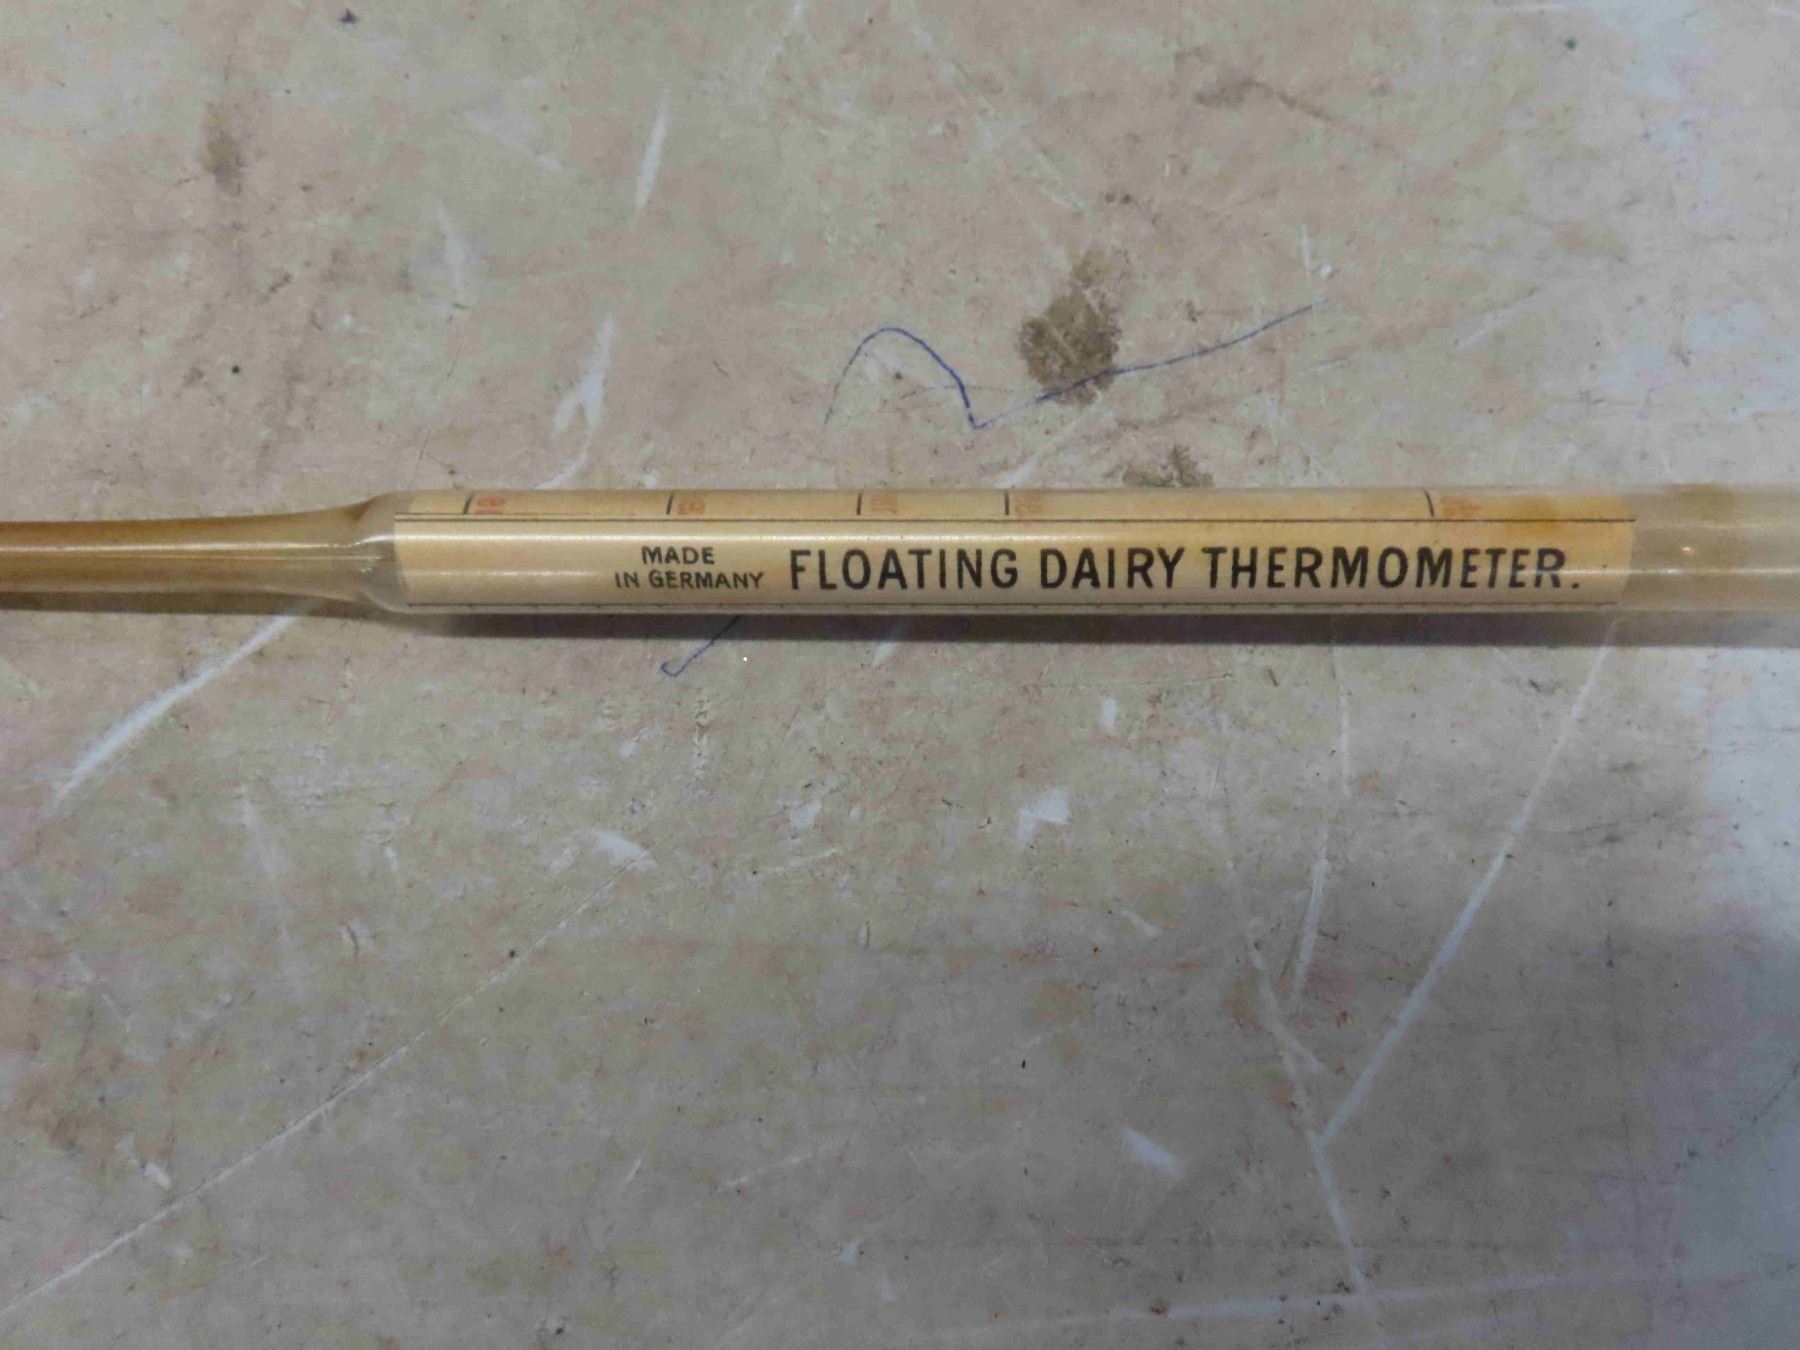 MADE
IN GERMANY
FLOATING DAIRY THERMOMETER.